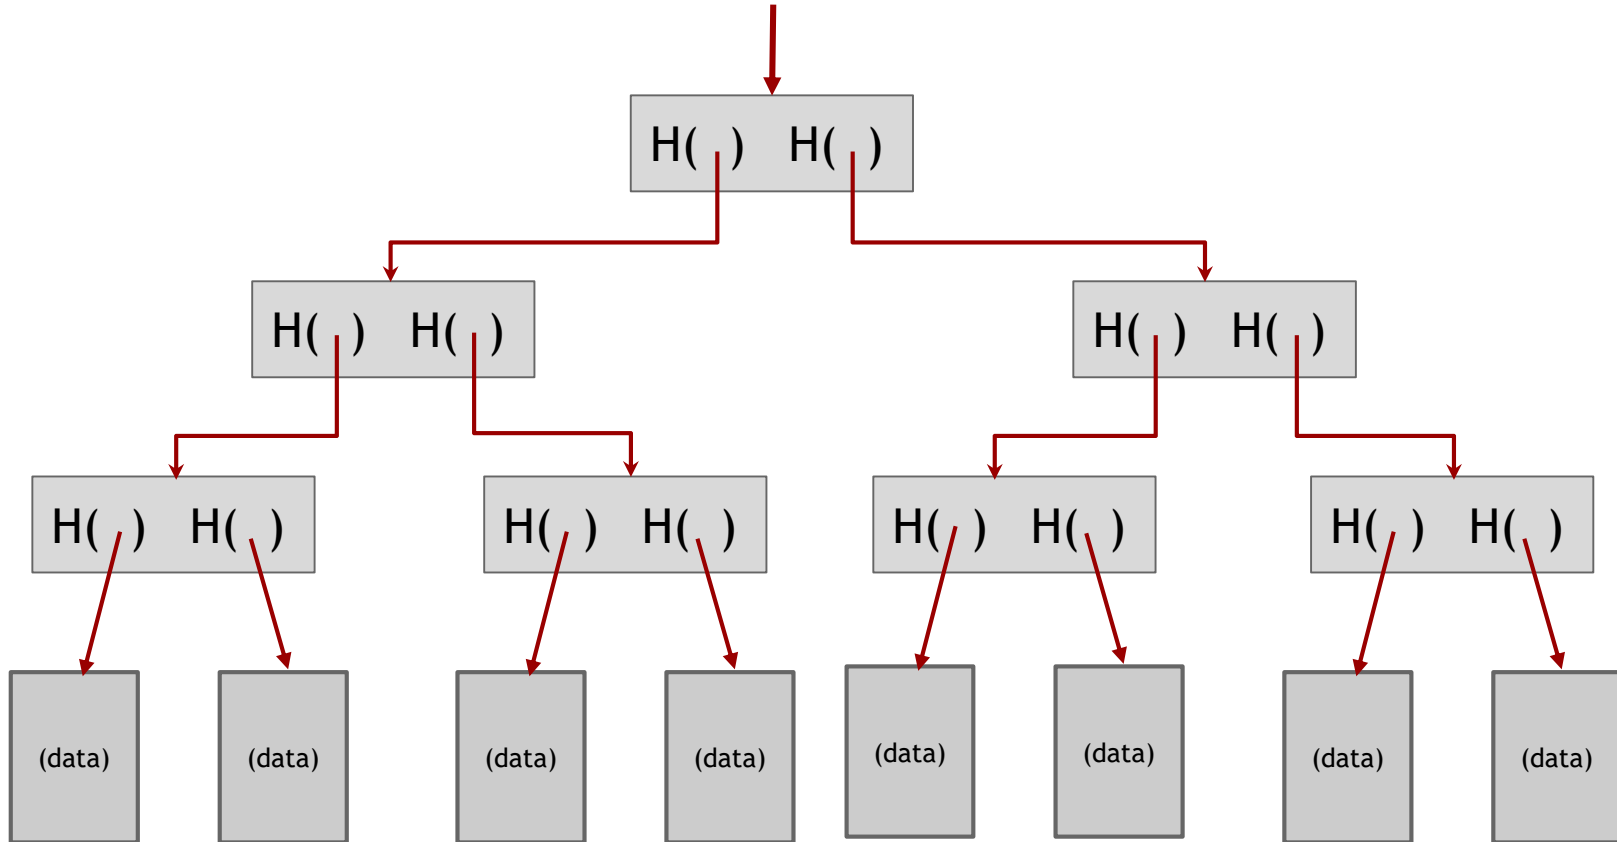 H( ) H( )
H( ) H( ) H( ) H( )
H( ) H( ) H( ) H( ) H( ) H( ) H( ) H( )
(data) (data) (data) (data) (data) (data) (data) (data)